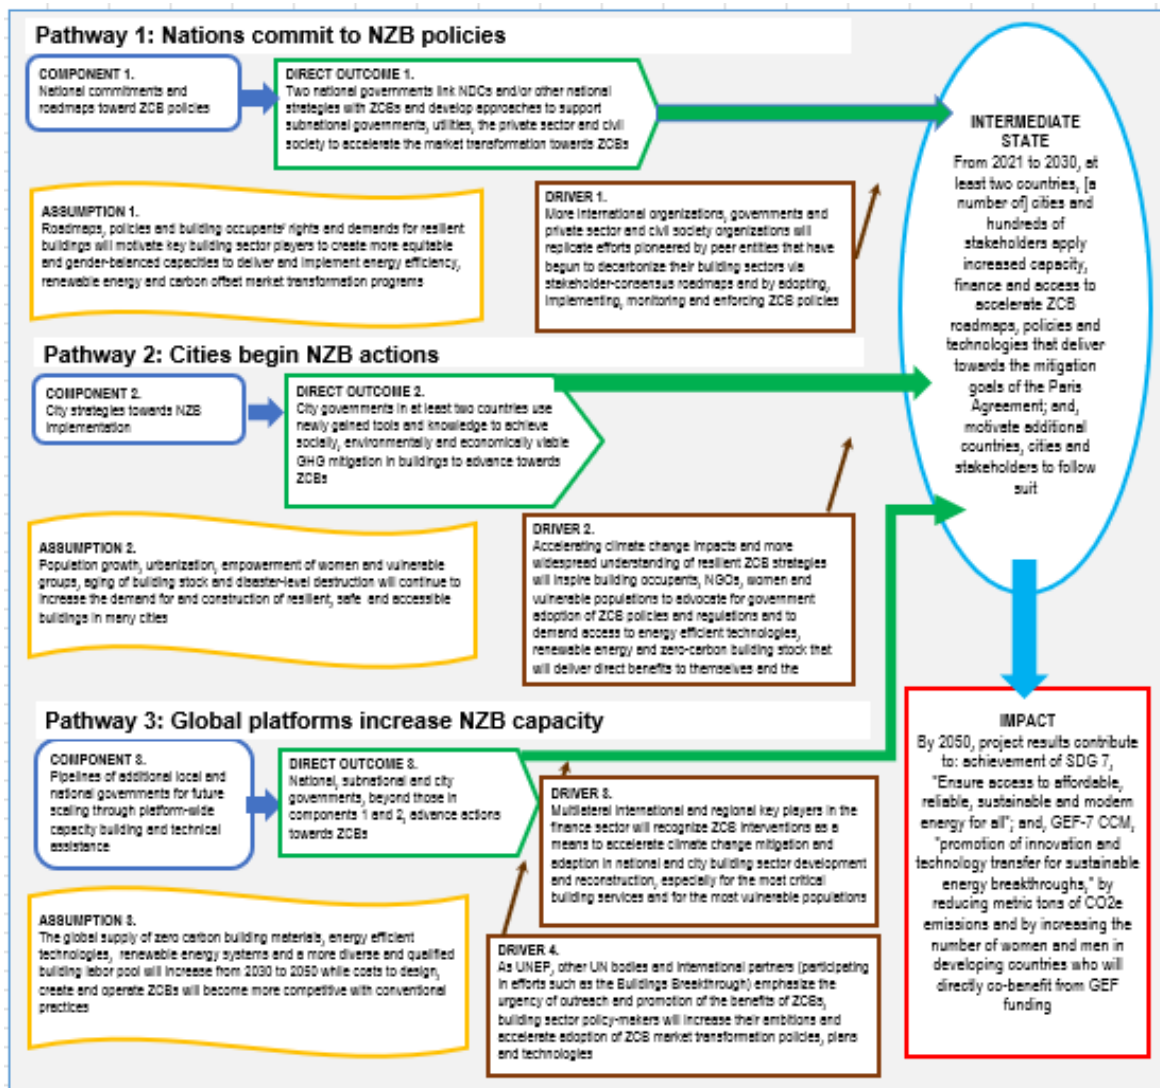 Pathway 1: Nations commit to NZB policies
COMPONENT 1.
National commitments and
roadmaps toward ZCB policies
DIRECT OUTCOME 1.
Two national governments link NDCs and/or other national
strategies with ZCBs and develop approaches to support
subnational governments, utilities, the private sector and civil
society to accelerate the market transformation towards ZCBs
ASSUMPTION 1.
Roadmaps, policies and building occupants' rights and demands for resilient
buildings will motivate key building sector players to create more equitable
and gender-balanced capacities to deliver and implement energy efficiency,
renewable energy and carbon offset market transformation programs
DRIVER 1.
More international organizations, governments and
private sector and civil society organizations will
replicate efforts pioneered by peer entities that have
begun to decarbonize their building sectors via
stakeholder-consensus roadmaps and by adopting,
implementing, monitoring and enforcing ZCB policies
Pathway 2: Cities begin NZB actions
COMPONENT 2.
City strategies towards NZB
implementation
DIRECT OUTCOME 2.
City governments in at least two countries use
newly gained tools and knowledge to achieve
socially, environmentally and economically viable
GHG mitigation in buildings to advance towards
ZCBs
ASSUMPTION 2.
Population growth, urbanization, empowerment of women and vulnerable
groups, aging of building stock and disaster-level destruction will continue to
increase the demand for and construction of resilient, safe and accessible
buildings in many cities
DRIVER 2.
Accelerating climate change impacts and more
widespread understanding of resilient ZCB strategies
will inspire building occupants, NGOs, women and
vulnerable populations to advocate for government
adoption of ZCB policies and regulations and to
demand access to energy efficient technologies,
renewable energy and zero-carbon building stock that
will deliver direct benefits to themselves and the
Pathway 3: Global platforms increase NZB capacity
COMPONENT 3.
Pipelines of additional local and
national governments for future
scaling through platform-wide
capacity building and technical
assistance
DIRECT OUTCOME 3.
National, subnational and city
governments, beyond those in
components 1 and 2, advance actions
towards ZCBs
DRIVER 3.
Multilateral international and regional key players in the
finance sector will recognize ZCB interventions as a
means to accelerate climate change mitigation and
adaption in national and city building sector development
and reconstruction, especially for the most critical
building services and for the most vulnerable populations
ASSUMPTION 3.
The global supply of zero carbon building materials, energy efficient
technologies, renewable energy systems and a more diverse and qualified
building labor pool will increase from 2030 to 2050 while costs to design,
create and operate ZCBs will become more competitive with conventional
practices
DRIVER 4.
As UNEP, other UN bodies and international partners (participating
in efforts such as the Buildings Breakthrough) emphasize the
urgency of outreach and promotion of the benefits of ZCBs,
building sector policy-makers will increase their ambitions and
accelerate adoption of ZCB market transformation policies, plans
and technologies
INTERMEDIATE
STATE
From 2021 to 2030, at
least two countries, [a
number of] cities and
hundreds of
stakeholders apply
increased capacity,
finance and access to
accelerate ZCB
roadmaps, policies and
technologies that deliver
towards the mitigation
goals of the Paris
Agreement; and,
motivate additional
countries, cities and
stakeholders to follow
suit
IMPACT
By 2050, project results contribute
to: achievement of SDG 7,
"Ensure access to affordable,
reliable, sustainable and modern
energy for all"; and, GEF-7 CCM,
"promotion of innovation and
technology transfer for sustainable
energy breakthroughs," by
reducing metric tons of CO2e
emissions and by increasing the
number of women and men in
developing countries who will
directly co-benefit from GEF
funding